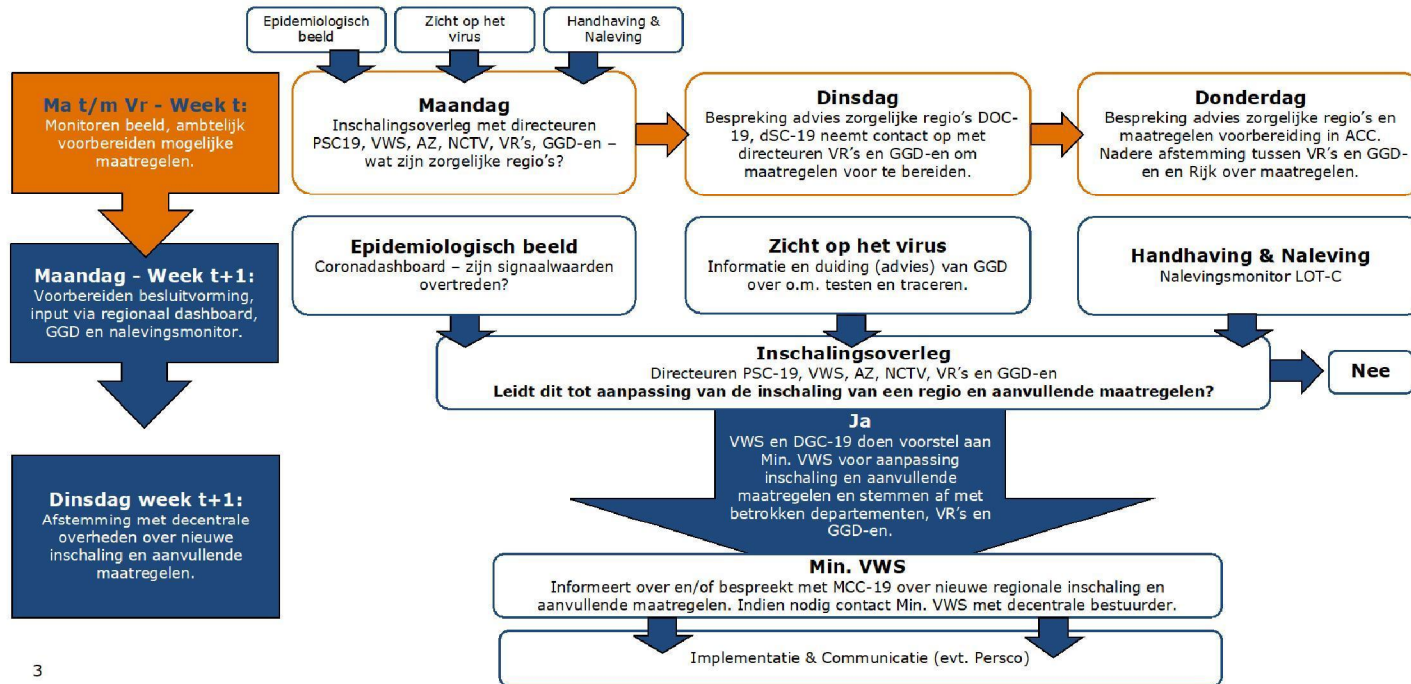 Epidemiologisch
beeld
Zicht op het
virus
Handhaving &
Naleving
Ma t/m Vr - Week t:
Monitoren beeld, ambtelijk
voorbereiden mogelijke
maatregelen.
Maandag
Inschalingsoverleg met directeuren
PSC19, VWS, AZ, NCTV, VR's, GGD-en –
wat zijn zorgelijke regio's?
Dinsdag
Bespreking advies zorgelijke regio's DOC-
19, dSC-19 neemt contact op met
directeuren VR's en GGD-en om
maatregelen voor te bereiden.
Donderdag
Bespreking advies zorgelijke regio's en
maatregelen voorbereiding in ACC.
Nadere afstemming tussen VR's en GGD-
en en Rijk over maatregelen.
Maandag - Week t+1:
Voorbereiden besluitvorming,
input via regionaal dashboard,
GGD en nalevingsmonitor.
Epidemiologisch beeld
Coronadashboard – zijn signaalwaarden
overtreden?
Zicht op het virus
Informatie en duiding (advies) van GGD
over o.m. testen en traceren.
Handhaving & Naleving
Nalevingsmonitor LOT-C
Inschalingsoverleg
Directeuren PSC-19, VWS, AZ, NCTV, VR's en GGD-en
Leidt dit tot aanpassing van de inschaling van een regio en aanvullende maatregelen?
Nee
Ja
VWS en DGC-19 doen voorstel aan
Min. VWS voor aanpassing
inschaling en aanvullende
maatregelen en stemmen af met
betrokken departementen, VR's en
GGD-en.
Dinsdag week t+1:
Afstemming met decentrale
overheden over nieuwe
inschaling en aanvullende
maatregelen.
Min. VWS
Informeert over en/of bespreekt met MCC-19 over nieuwe regionale inschaling en
aanvullende maatregelen. Indien nodig contact Min. VWS met decentrale bestuurder.
Implementatie & Communicatie (evt. Persco)
3